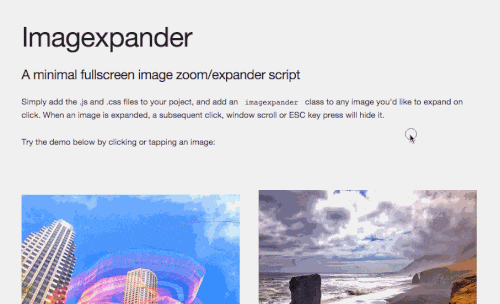 Imagexpander
A minimal fullscreen image zoom/expander script
Simply add the .js and .css files to your poject, and add an imagexpander class to any image you'd like to expand on
click. When an image is expanded, a subsequent click, window scroll or ESC key press will hide it.
Try the demo below by clicking or tapping an image: